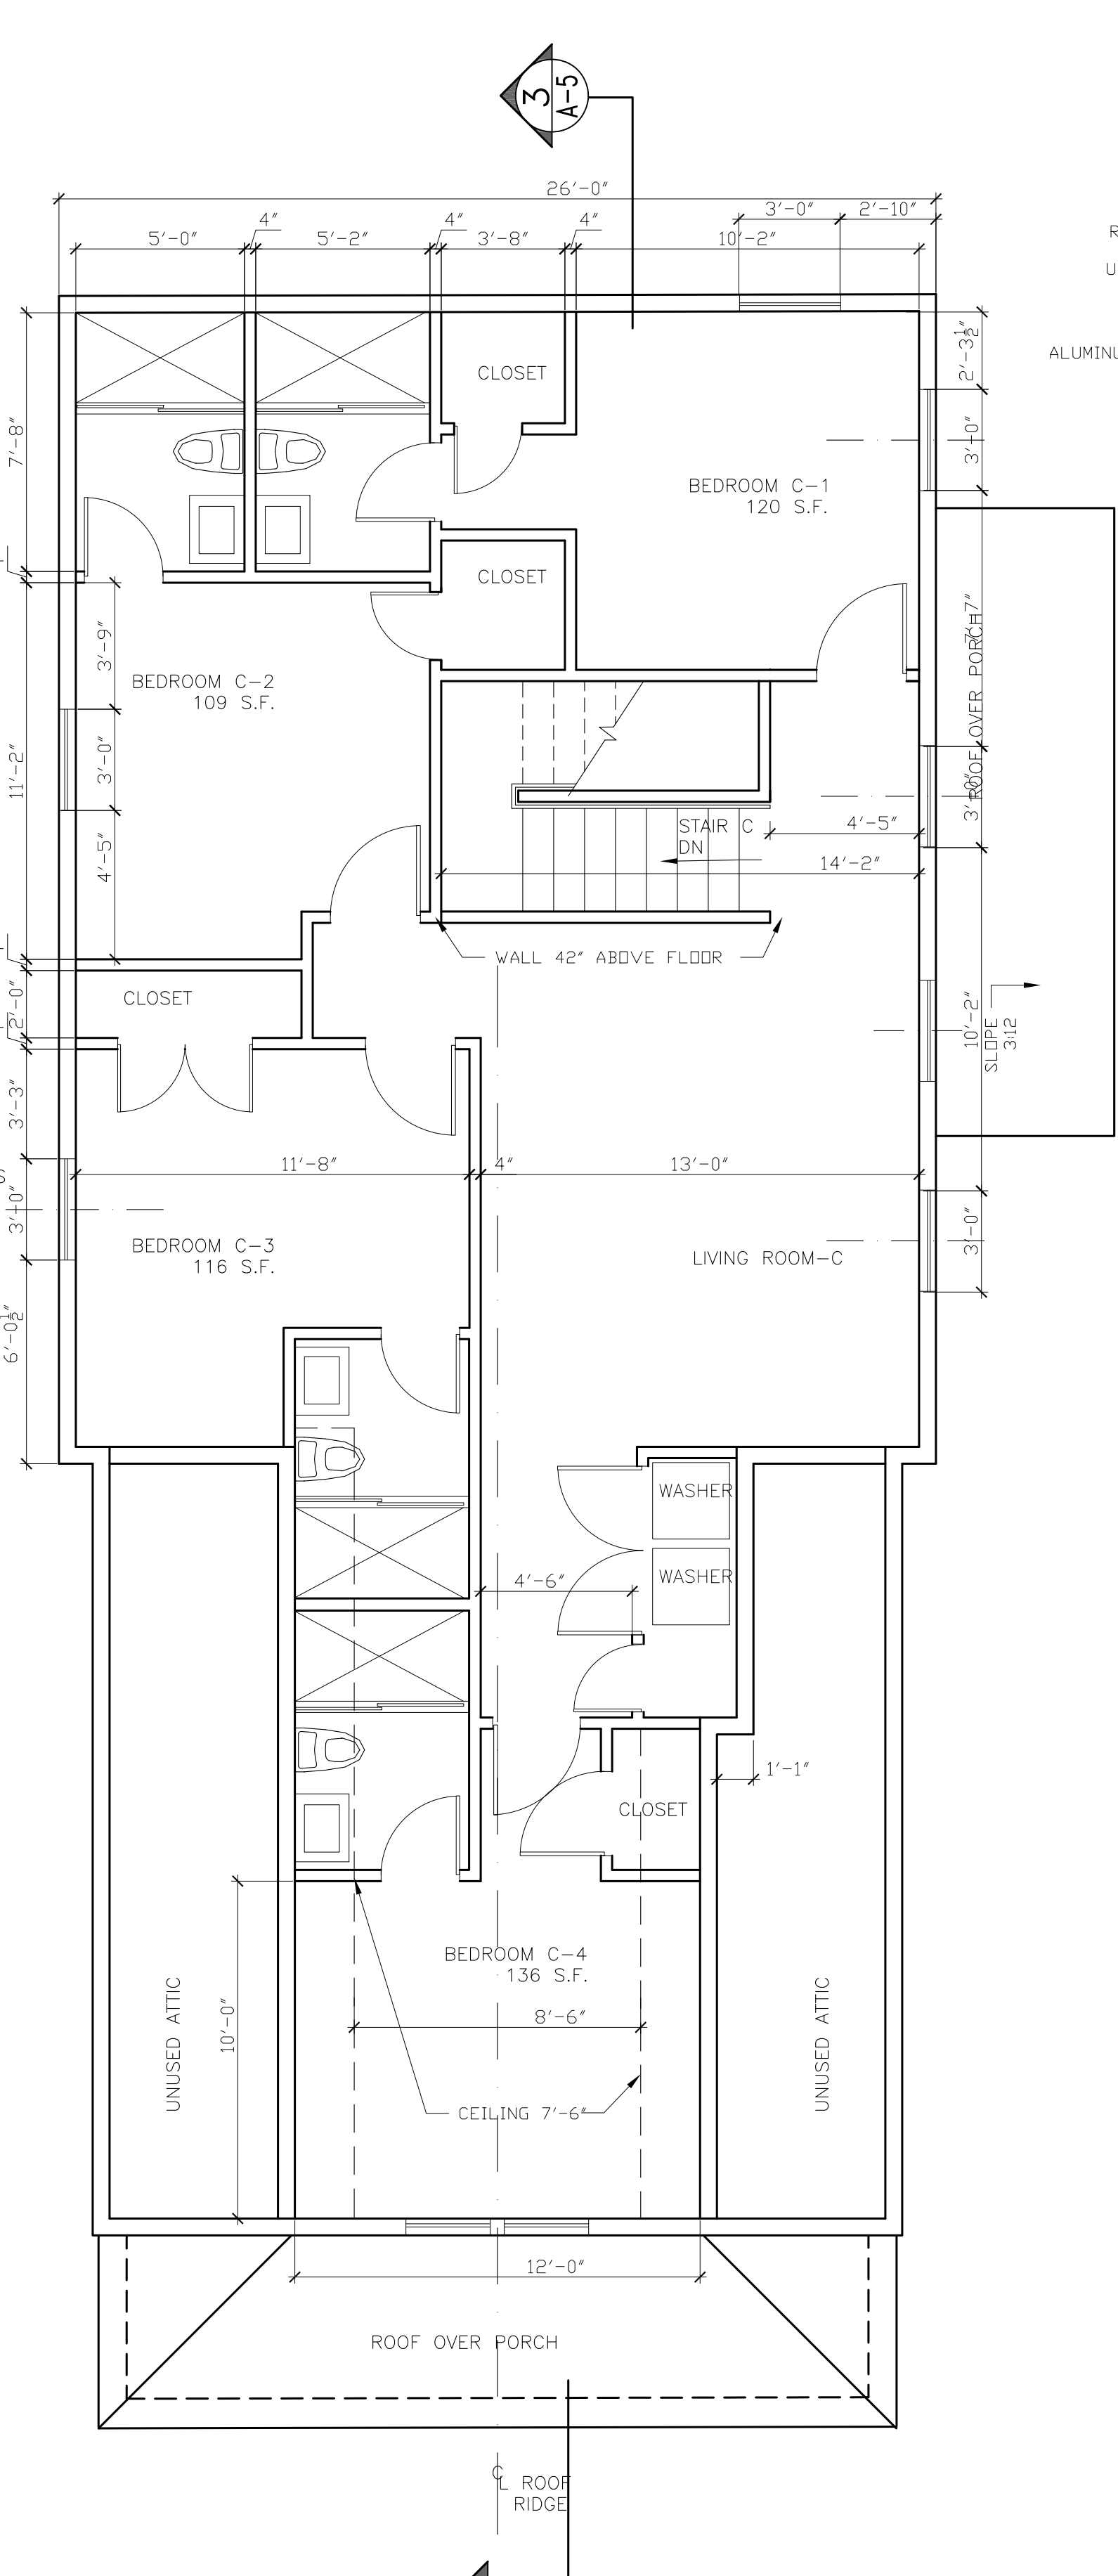 3
A-5
26'-0"
3'-0"
2'-10"
4"
4"
4"
5'-0"
5'-2"
3'-8"
10'-2"
R
U
ALUMINU
2'-3½"
CLOSET
7'-8"
3'-0"
BEDROOM C-1
120 S.F.
CLOSET
7'-7"
ROOF OVER PORCH
3'-9"
BEDROOM C-2
109 S.F.
11'-2"
3'-0"
3'-0"
STAIR C
DN
4'-5"
4'-5"
14'-2"
WALL 42" ABOVE FLOOR
CLOSET
2'-0"
10'-2"
SLOPE
3:12
3'-3"
11'-8"
4"
13'-0"
3'-0"
3'-0"
BEDROOM C-3
116 S.F.
LIVING ROOM-C
6'-0½"
WASHER
WASHER
4'-6"
1'-1"
CLOSET
BEDROOM C-4
136 S.F.
UNUSED ATTIC
10'-0"
8'-6"
UNUSED ATTIC
CEILING 7'-6"
12'-0"
ROOF OVER PORCH
CL ROOF
RIDGE